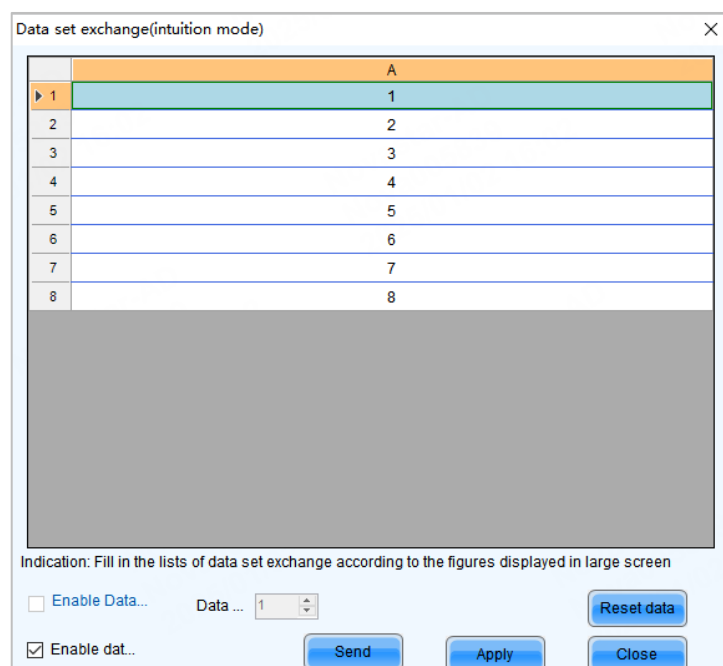 Data set exchange(intuition mode)
A
1 1
2 2
3 3
4 4
5 5
6 6
7 7
8 8
Indication: Fill in the lists of data set exchange according to the figures displayed in large screen
Enable Data... Data ... 1 Reset data
Enable dat... Send Apply Close